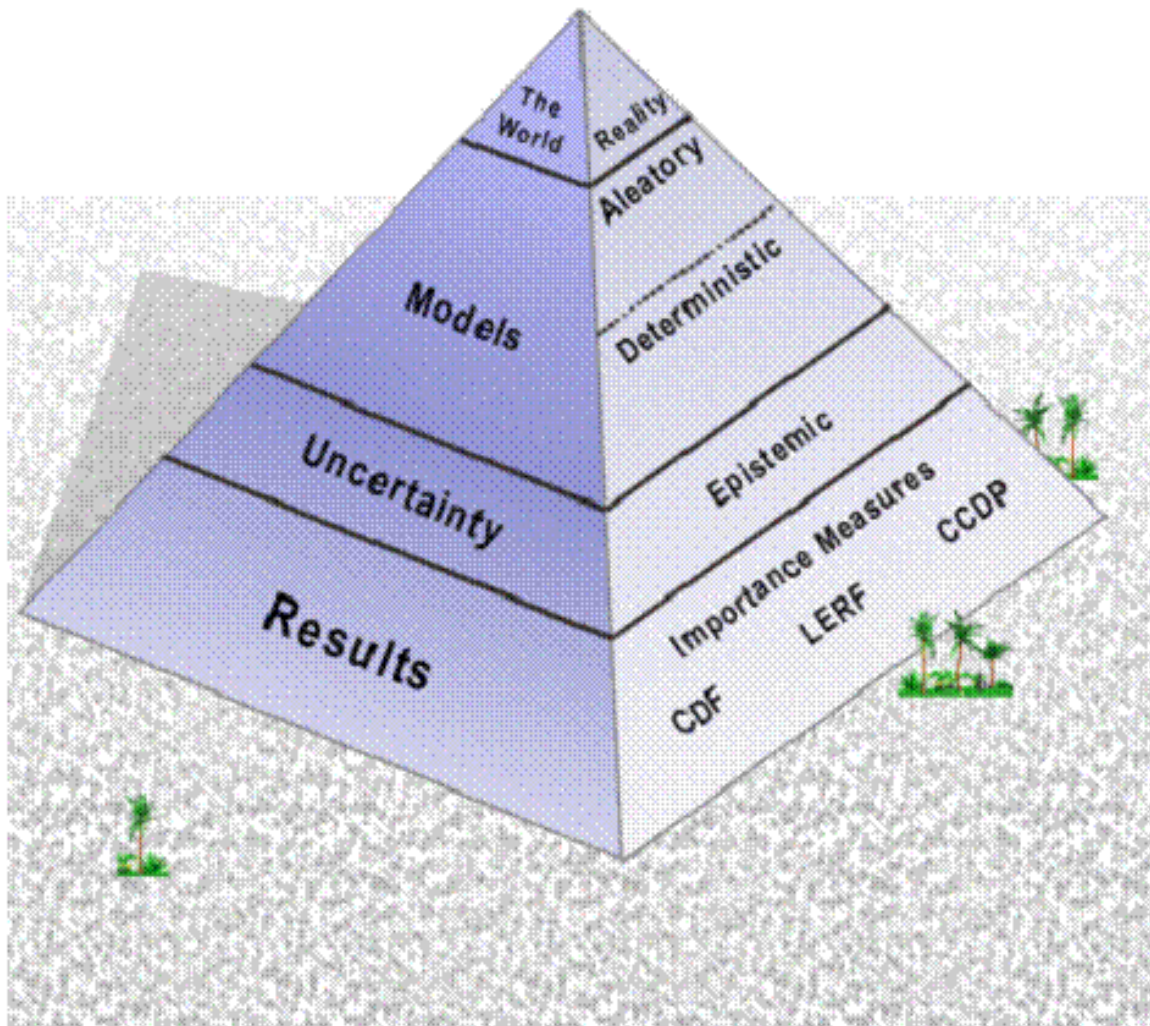 The
World
Reality
Aleatory
Models
Deterministic
Uncertainty
Epistemic
Results
Importance Measures
CDF
LERF
CCDP